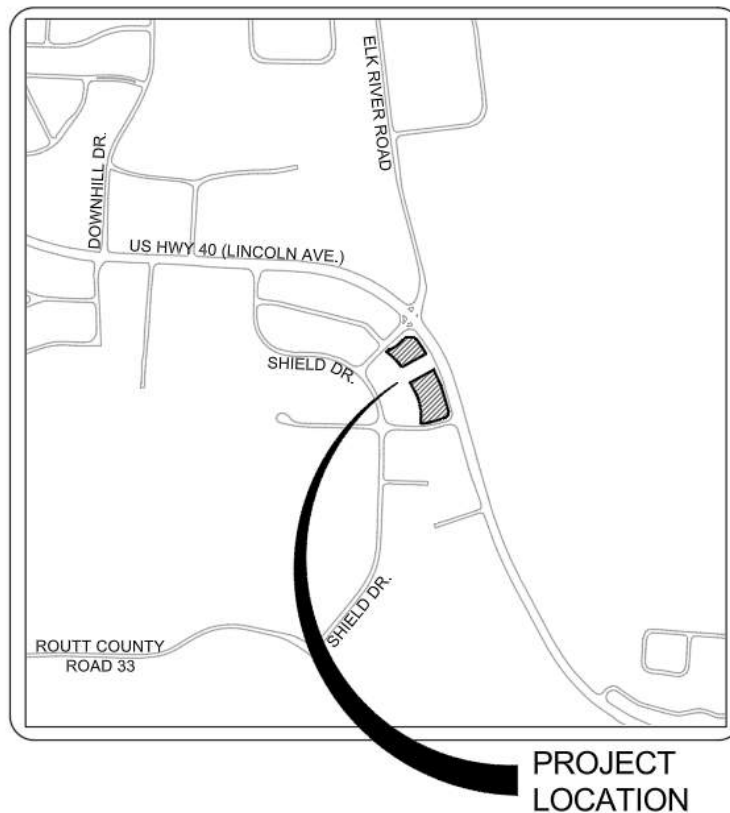 ELK RIVER ROAD
DOWNHILL DR.
US HWY 40 (LINCOLN AVE.)
SHIELD DR.
SHIELD DR.
ROUTT COUNTY
ROAD 33
PROJECT
LOCATION